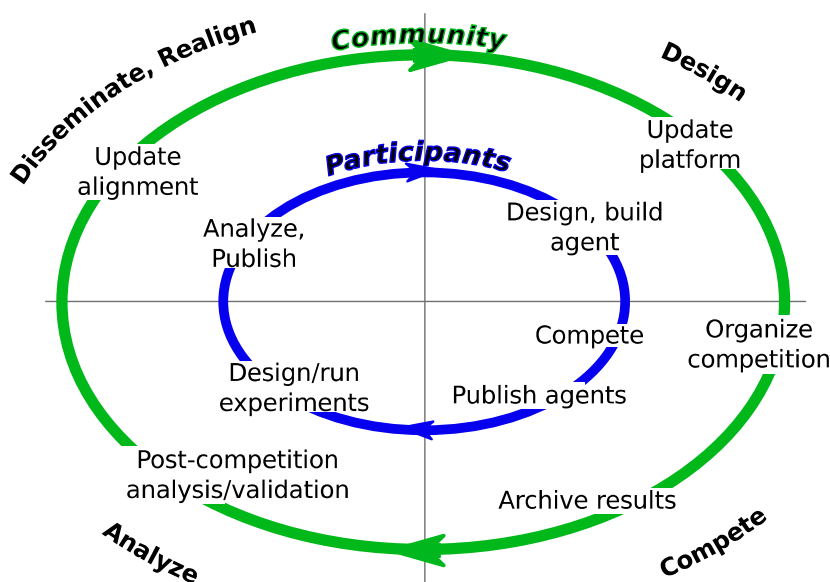 Disseminate, Realign
Community
Design
Update
platform
Update
alignment
Participants
Design, build
agent
Analyze,
Publish
Organize
competition
Compete
Design/run
experiments
Publish agents
Post-competition
analysis/validation
Archive results
Analyze
Compete